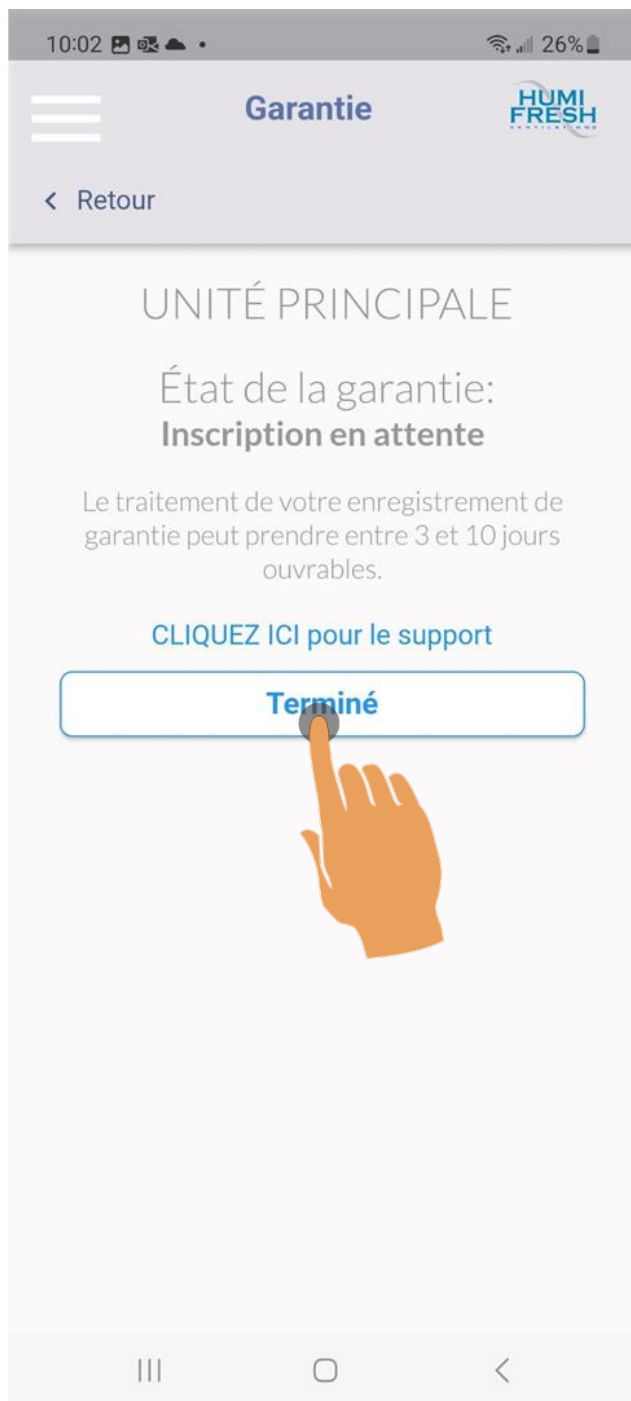 10:02
26%
Garantie
HUMI
FRESH
VENTILATIONS
Retour
UNITÉ PRINCIPALE
État de la garantie:
Inscription en attente
Le traitement de votre enregistrement de
garantie peut prendre entre 3 et 10 jours
ouvrables.
CLIQUEZ ICI pour le support
Terminé